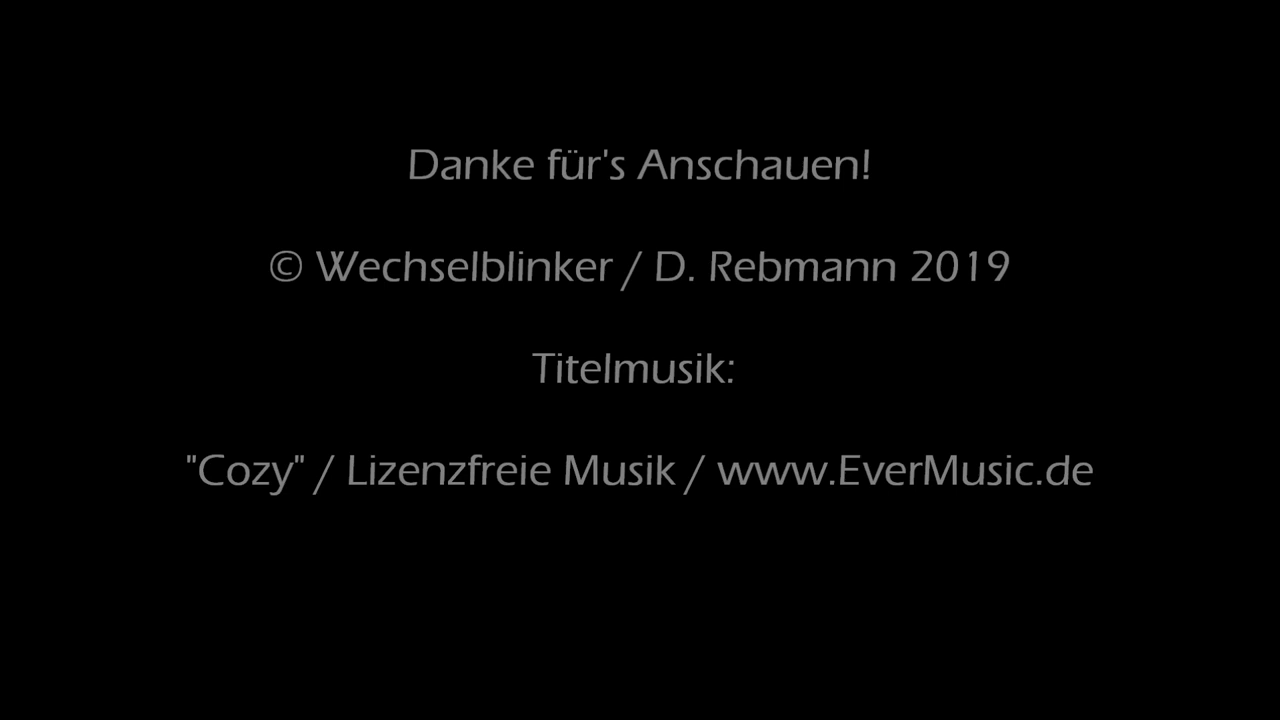 Danke für's Anschauen!
© Wechselblinker / D. Rebmann 2019
Titelmusik:
"Cozy" / Lizenzfreie Musik / www.EverMusic.de